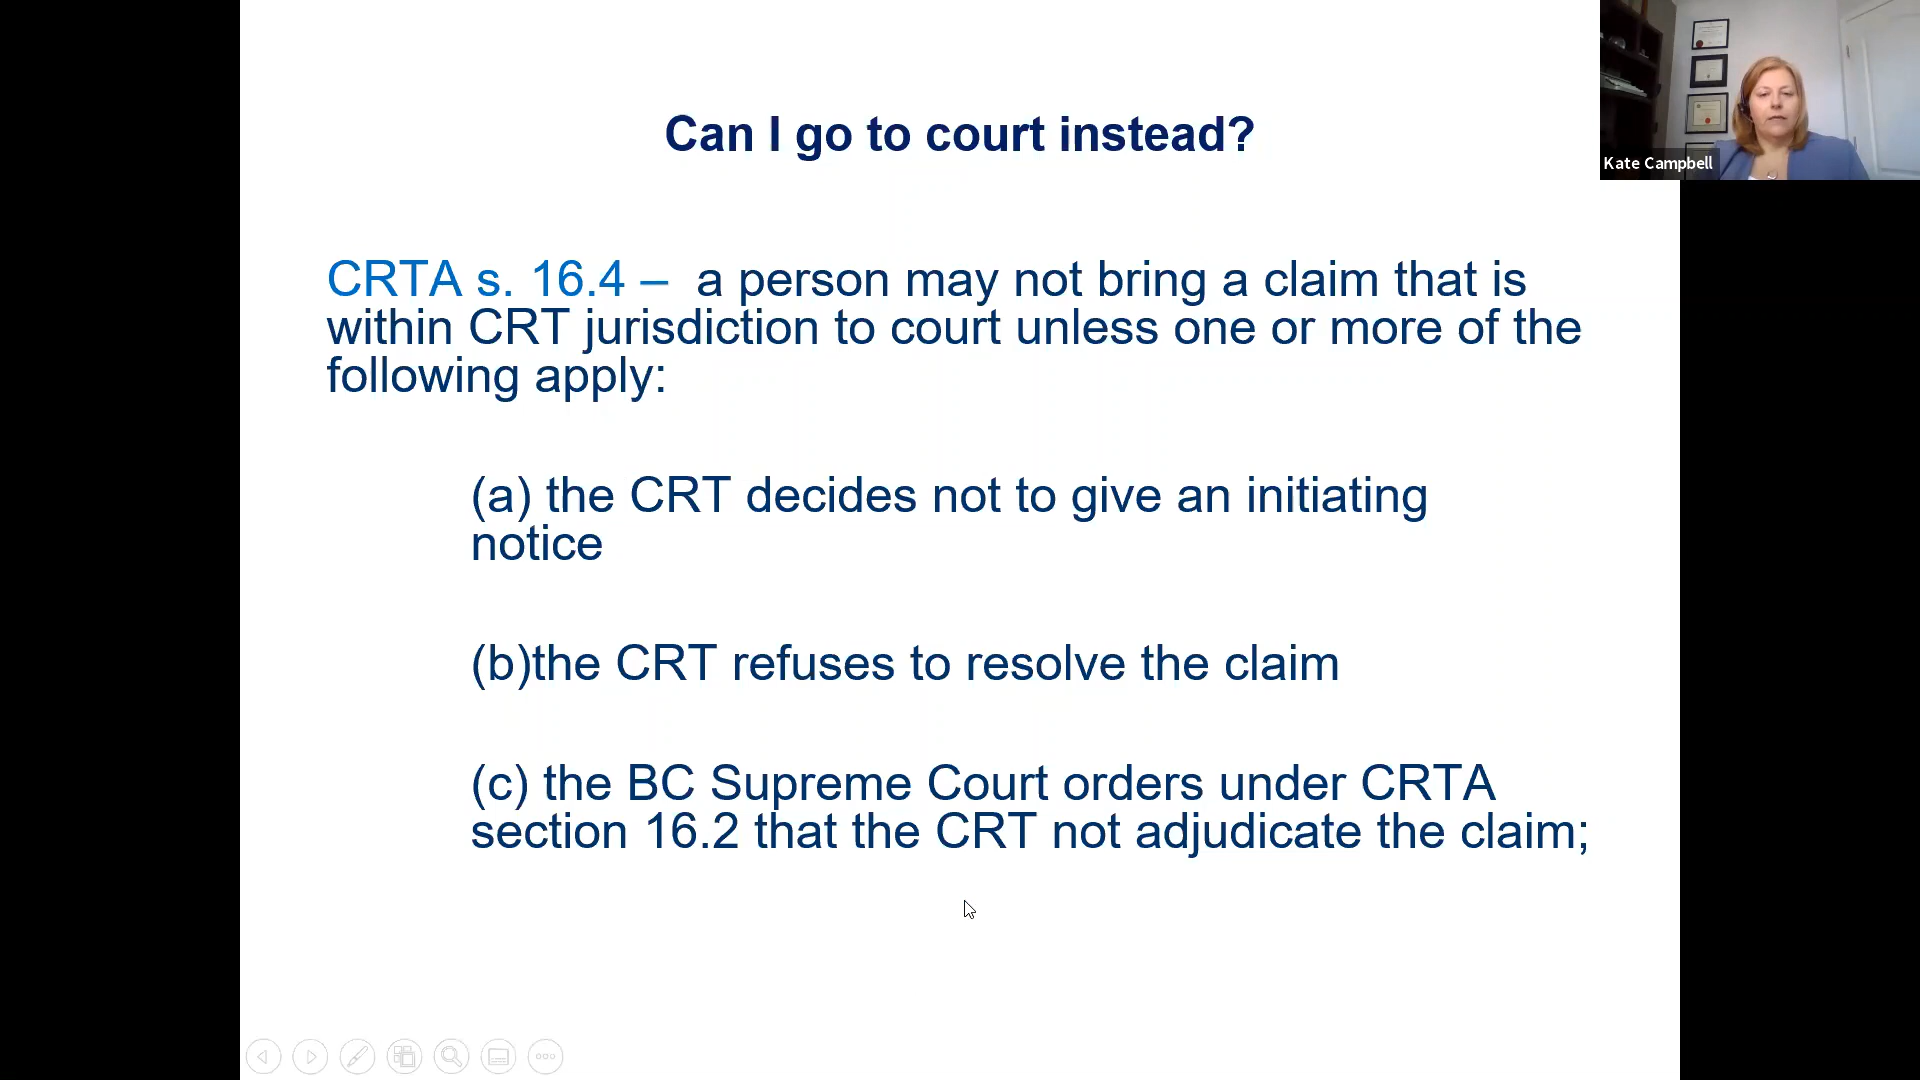 Can I go to court instead?
Kate Campbell
CRTA s. 16.4 – a person may not bring a claim that is
within CRT jurisdiction to court unless one or more of the
following apply:
(a) the CRT decides not to give an initiating
notice
(b)the CRT refuses to resolve the claim
(c) the BC Supreme Court orders under CRTA
section 16.2 that the CRT not adjudicate the claim;